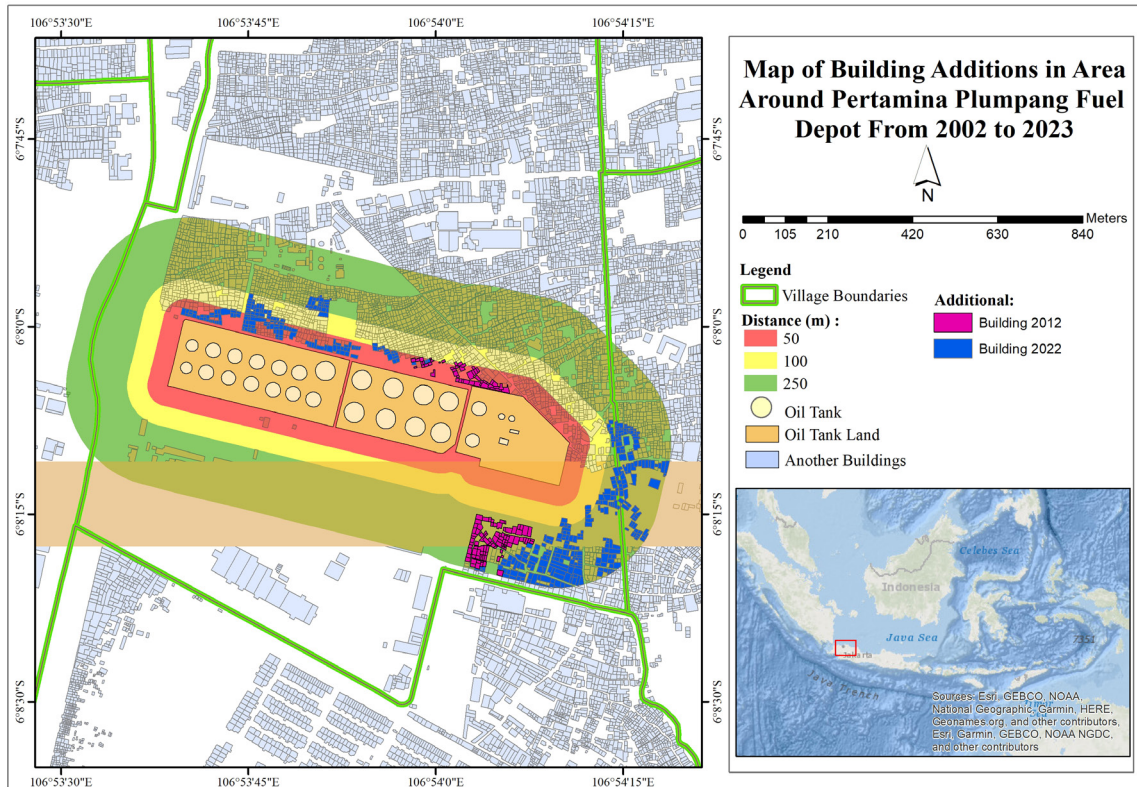 106°53'30"E 106°53'45"E 106°54'0"E 106°54'15"E
6°7'45"S
6°8'0"S
6°8'15"S
6°8'30"S
6°7'45"S
6°8'0"S
6°8'15"S
6°8'30"S
106°53'30"E 106°53'45"E 106°54'0"E 106°54'15"E
Map of Building Additions in Area
Around Pertamina Plumpang Fuel
Depot From 2002 to 2023
N
Meters
0 105 210 420 630 840
Legend
Village Boundaries
Distance (m) :
50
100
250
Oil Tank
Oil Tank Land
Another Buildings
Additional:
Building 2012
Building 2022
Celebes Sea
Indonesia
Java Sea
Jakarta
Sources: Esri, GEBCO, NOAA,
National Geographic, Garmin, HERE,
Geonames.org, and other contributors,
Esri, Garmin, GEBCO, NOAA NGDC,
and other contributors